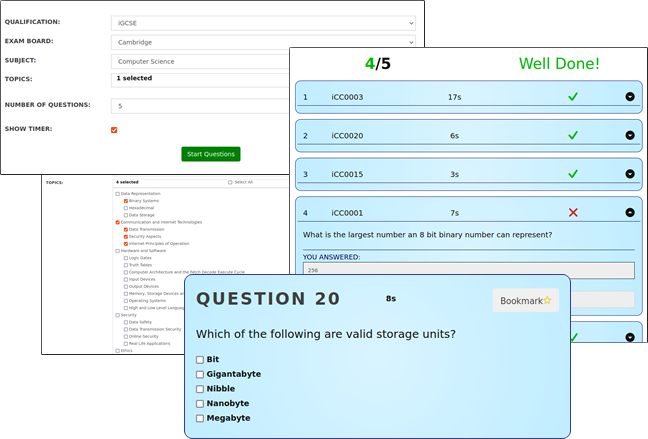 QUALIFICATION: iGCSE
EXAM BOARD: Cambridge
SUBJECT: Computer Science
TOPICS: 1 selected
NUMBER OF QUESTIONS: 5
SHOW TIMER:
Start Questions
4/5 Well Done!
1 iCC0003 17s
2 iCC0020 6s
3 iCC0015 3s
4 iCC0001 7s
What is the largest number an 8 bit binary number can represent?
YOU ANSWERED:
256
TOPICS: 4 selected Select All
Data Representation
Binary Systems
Hexadecimal
Data Storage
Communication and Internet Technologies
Data Transmission
Security Aspects
Internet Principles of Operation
Hardware and Software
Logic Gates
Truth Tables
Computer Architecture and the Fetch Decode Execute Cycle
Input Devices
Output Devices
Memory, Storage Devices a
Operating Systems
High and Low Level Languag
Security
Data Safety
Data Transmission Security
Online Security
Real Life Applications
Ethics
QUESTION 20 8s Bookmark
Which of the following are valid storage units?
Bit
Gigantabyte
Nibble
Nanobyte
Megabyte